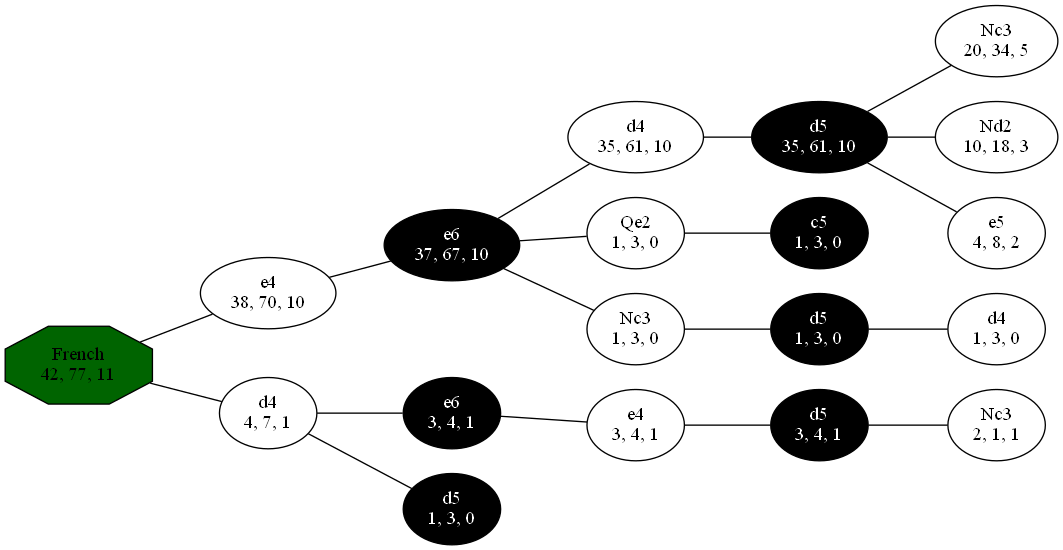 Nc3
20, 34, 5
d4
35, 61, 10
d5
35, 61, 10
Nd2
10, 18, 3
e6
37, 67, 10
Qe2
1, 3, 0
c5
1, 3, 0
e5
4, 8, 2
e4
38, 70, 10
Nc3
1, 3, 0
d5
1, 3, 0
d4
1, 3, 0
French
42, 77, 11
d4
4, 7, 1
e6
3, 4, 1
e4
3, 4, 1
d5
3, 4, 1
Nc3
2, 1, 1
d5
1, 3, 0